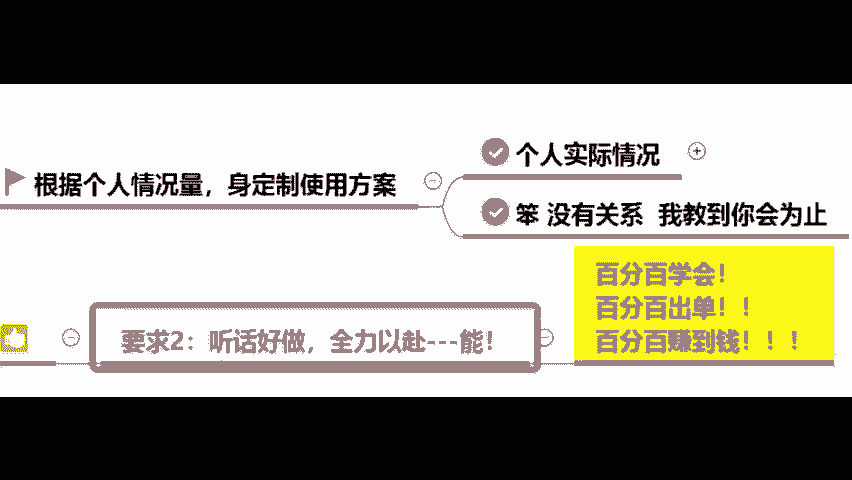 个人实际情况
根据个人情况量，身定制使用方案
笨 没有关系 我教到你会为止
百分百学会！
百分百出单！！
要求2：听话好做，全力以赴---能！
百分百赚到钱！！！